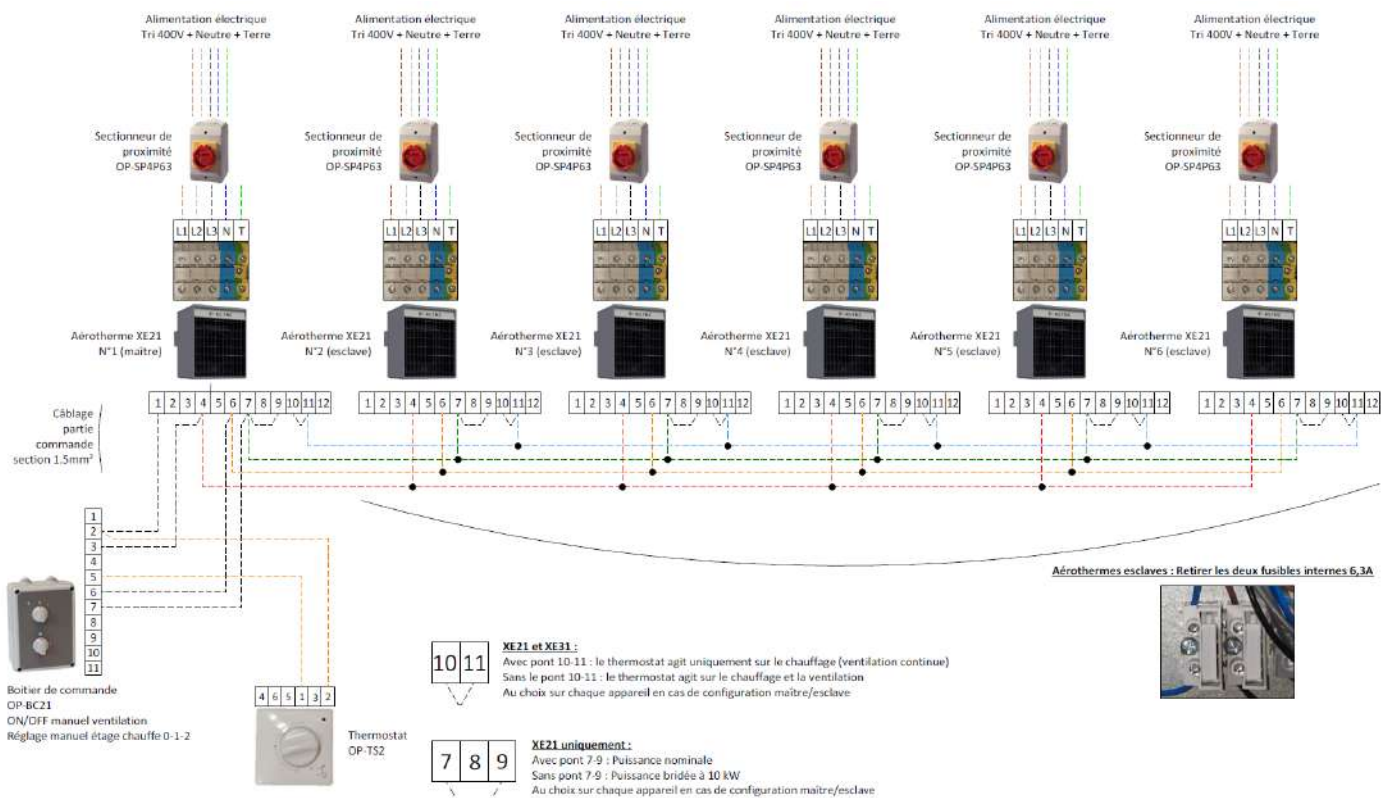 Alimentation électrique
Tri 400V + Neutre + Terre
Alimentation électrique
Tri 400V + Neutre + Terre
Alimentation électrique
Tri 400V + Neutre + Terre
Alimentation électrique
Tri 400V + Neutre + Terre
Alimentation électrique
Tri 400V + Neutre + Terre
Alimentation électrique
Tri 400V + Neutre + Terre
Sectionneur de
proximité
OP-SP4P63
Sectionneur de
proximité
OP-SP4P63
Sectionneur de
proximité
OP-SP4P63
Sectionneur de
proximité
OP-SP4P63
Sectionneur de
proximité
OP-SP4P63
Sectionneur de
proximité
OP-SP4P63
L1 L2 L3 N T
L1 L2 L3 N T
L1 L2 L3 N T
L1 L2 L3 N T
L1 L2 L3 N T
L1 L2 L3 N T
Aérotherme XE21
N°1 (maitre)
Aérotherme XE21
N°2 (esclave)
Aérotherme XE21
N°3 (esclave)
Aérotherme XE21
N°4 (esclave)
Aérotherme XE21
N°5 (esclave)
Aérotherme XE21
N°6 (esclave)
1 2 3 4 5 6 7 8 9 10 11 12
1 2 3 4 5 6 7 8 9 10 11 12
1 2 3 4 5 6 7 8 9 10 11 12
1 2 3 4 5 6 7 8 9 10 11 12
1 2 3 4 5 6 7 8 9 10 11 12
1 2 3 4 5 6 7 8 9 10 11 12
Câblage
partie
commande
section 1.5mm²
1
2
3
4
5
6
7
8
9
10
11
Boitier de commande
OP-BC21
ON/OFF manuel ventilation
Réglage manuel étage chauffe 0-1-2
4 6 5 1 3 2
Thermostat
OP-TS2
10 11
XE21 et XE31 :
Avec pont 10-11 : le thermostat agit uniquement sur le chauffage (ventilation continue)
Sans le pont 10-11 : le thermostat agit sur le chauffage et la ventilation
Au choix sur chaque appareil en cas de configuration maître/esclave
7 8 9
XE21 uniquement :
Avec pont 7-9 : Puissance nominale
Sans pont 7-9 : Puissance bridée à 10 kW
Au choix sur chaque appareil en cas de configuration maître/esclave
Aérothermes esclaves : Retirer les deux fusibles internes 6,3A